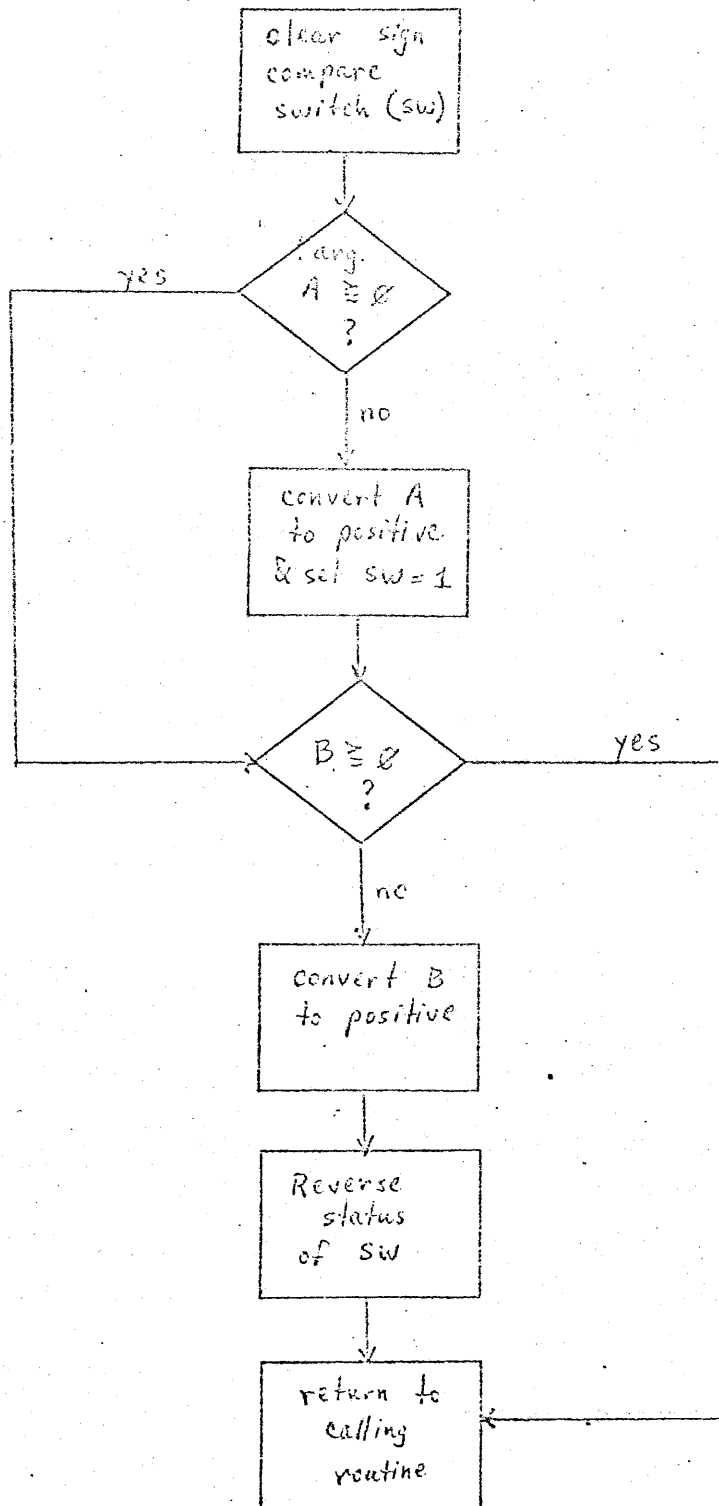 clear sign
compare
switch (sw)
arg.
A ≧ ∅
?
yes
no
convert A
to positive
& set sw = 1
B ≧ ∅
?
yes
no
convert B
to positive
Reverse
status
of SW
return to
calling
routine